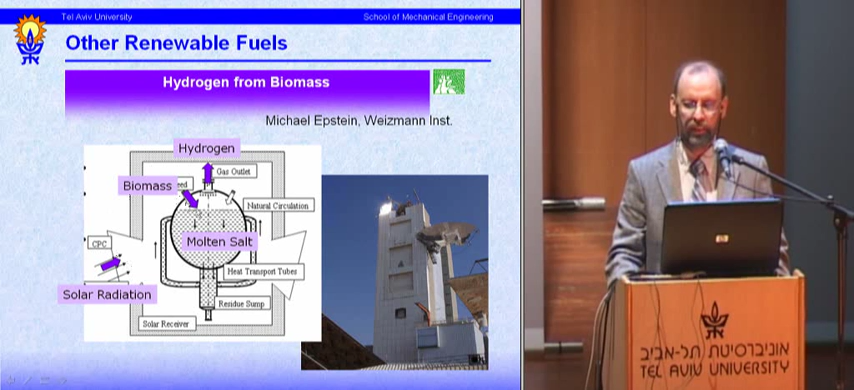 Tel Aviv University
School of Mechanical Engineering
Other Renewable Fuels
Hydrogen from Biomass
Michael Epstein, Weizmann Inst.
Hydrogen
Gas Outlet
Biomass
Natural Circulation
Molten Salt
CPC
Heat Transport Tubes
Solar Radiation
Residue Sump
Solar Receiver
hp
אוניברסיטת תל-אביב
TEL AVIV UNIVERSITY